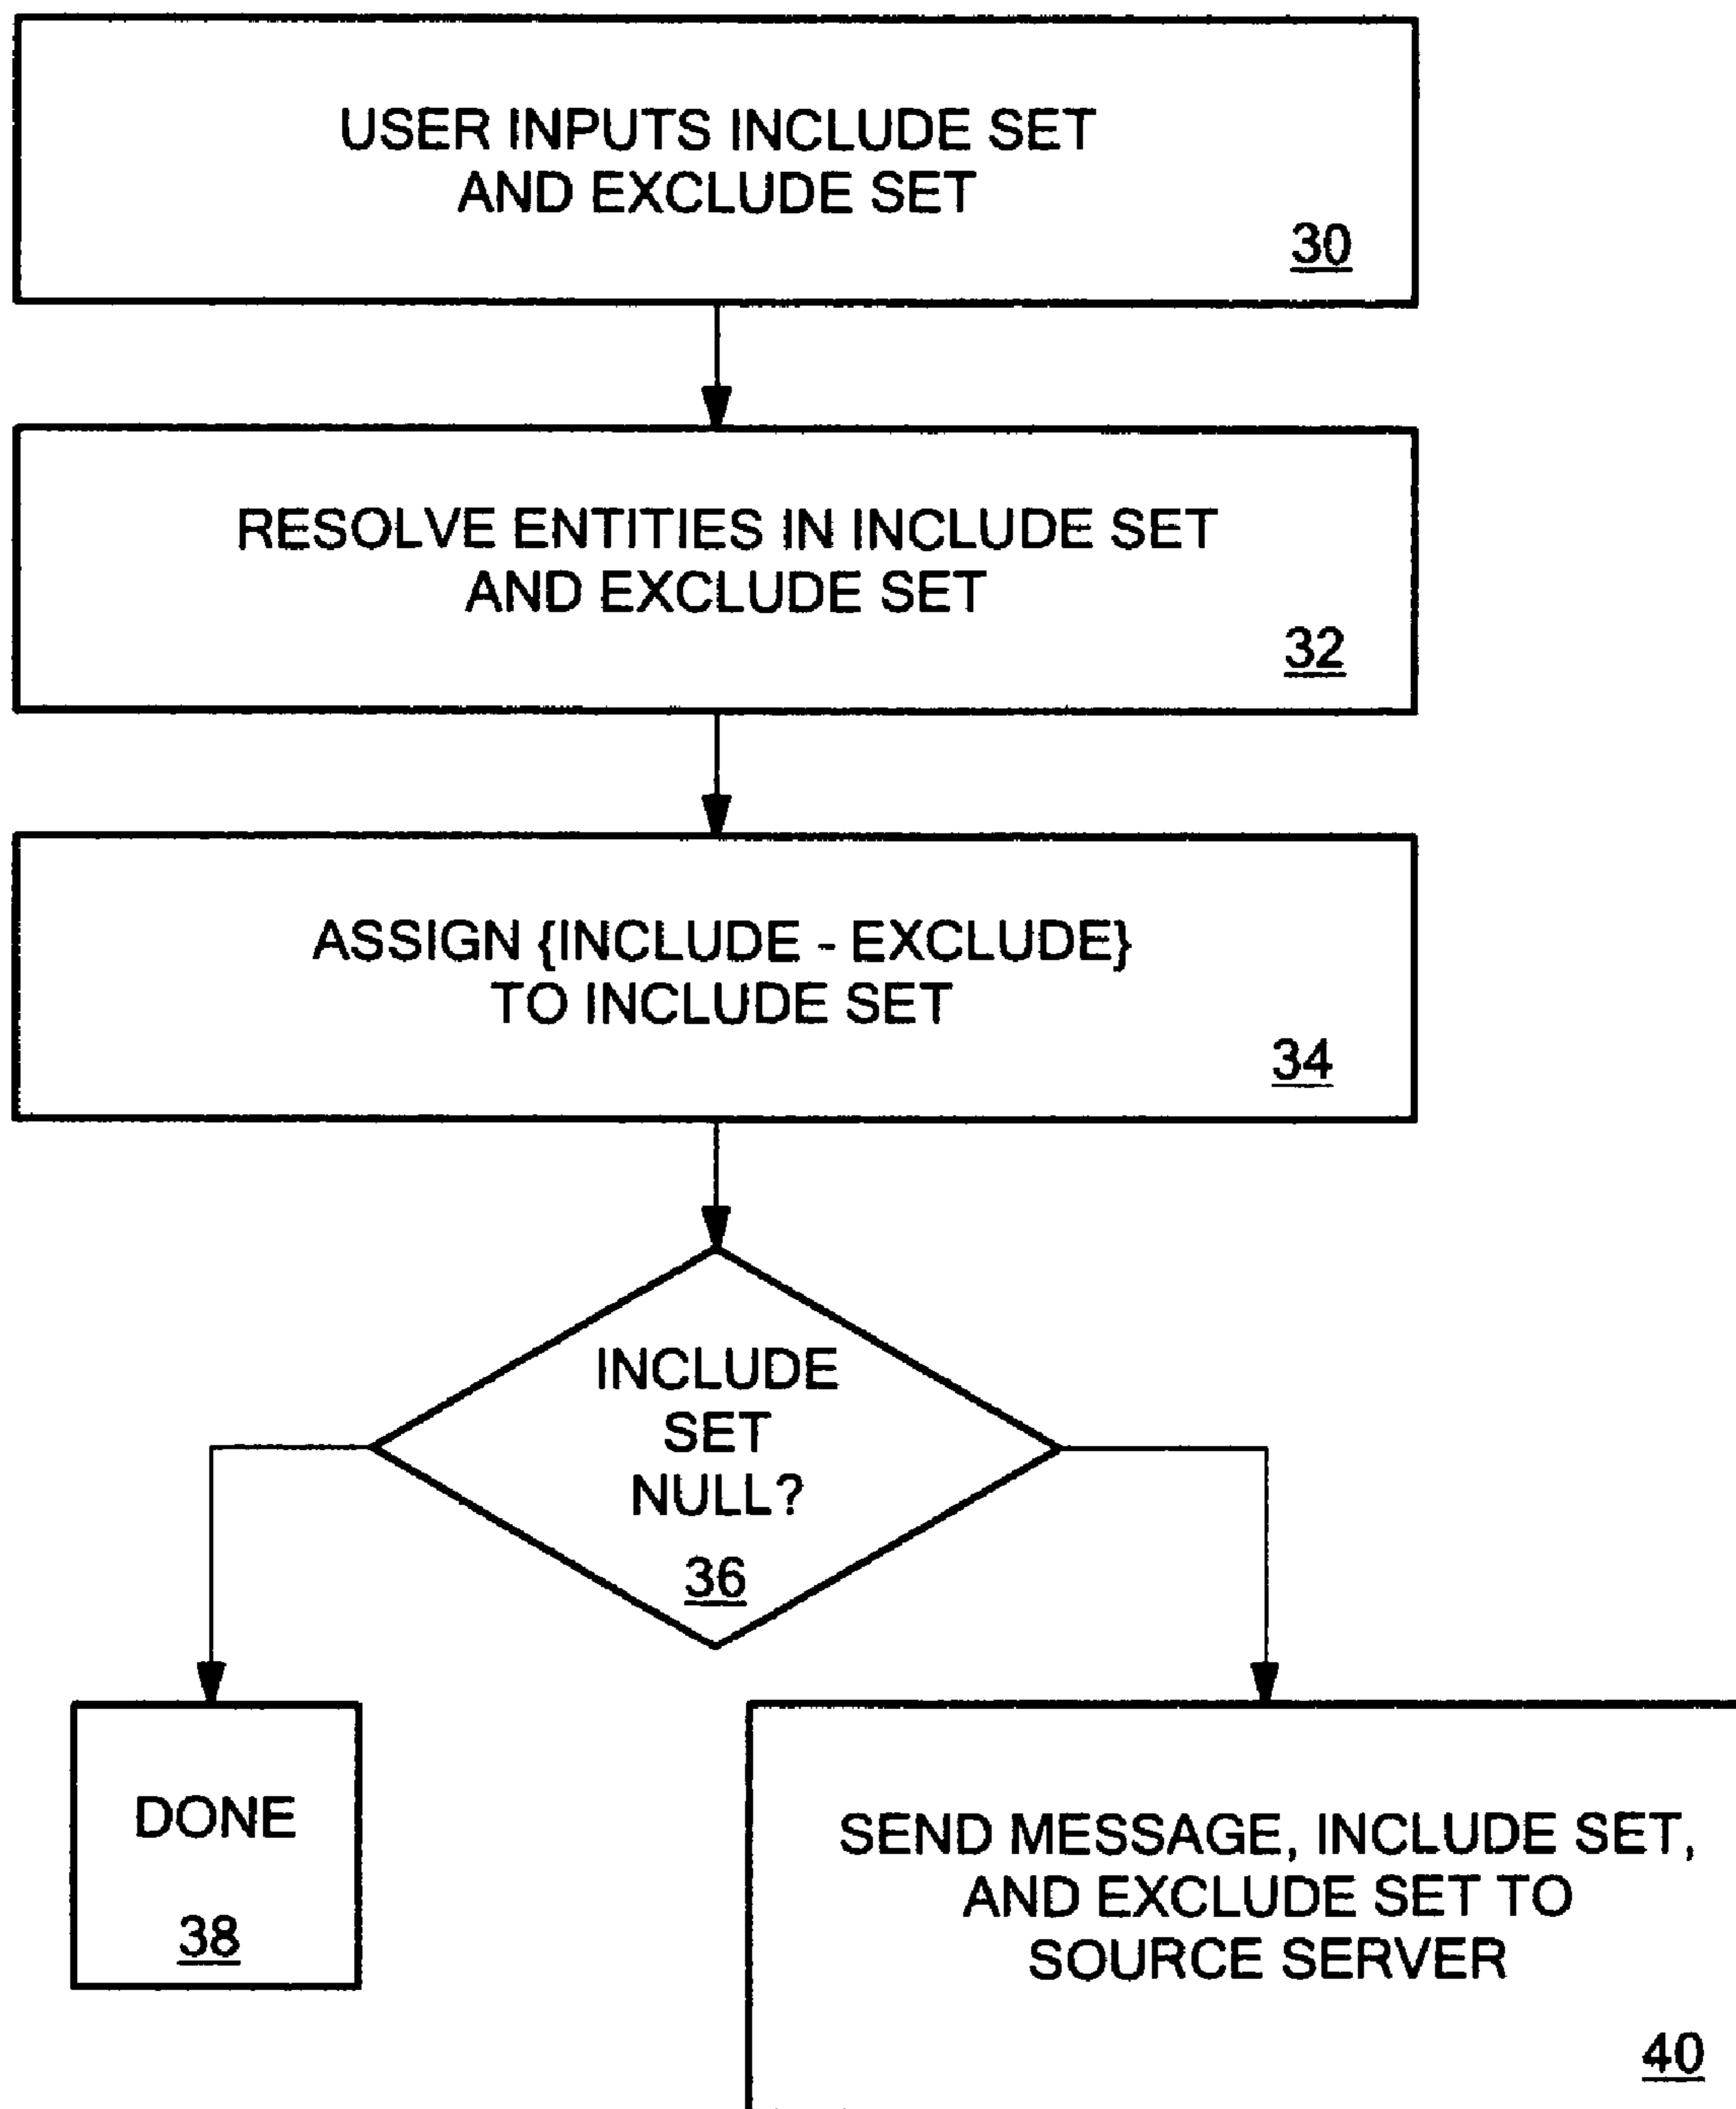 USER INPUTS INCLUDE SET
AND EXCLUDE SET
30
RESOLVE ENTITIES IN INCLUDE SET
AND EXCLUDE SET
32
ASSIGN {INCLUDE - EXCLUDE}
TO INCLUDE SET
34
INCLUDE
SET
NULL?
36
DONE
38
SEND MESSAGE, INCLUDE SET,
AND EXCLUDE SET TO
SOURCE SERVER
40